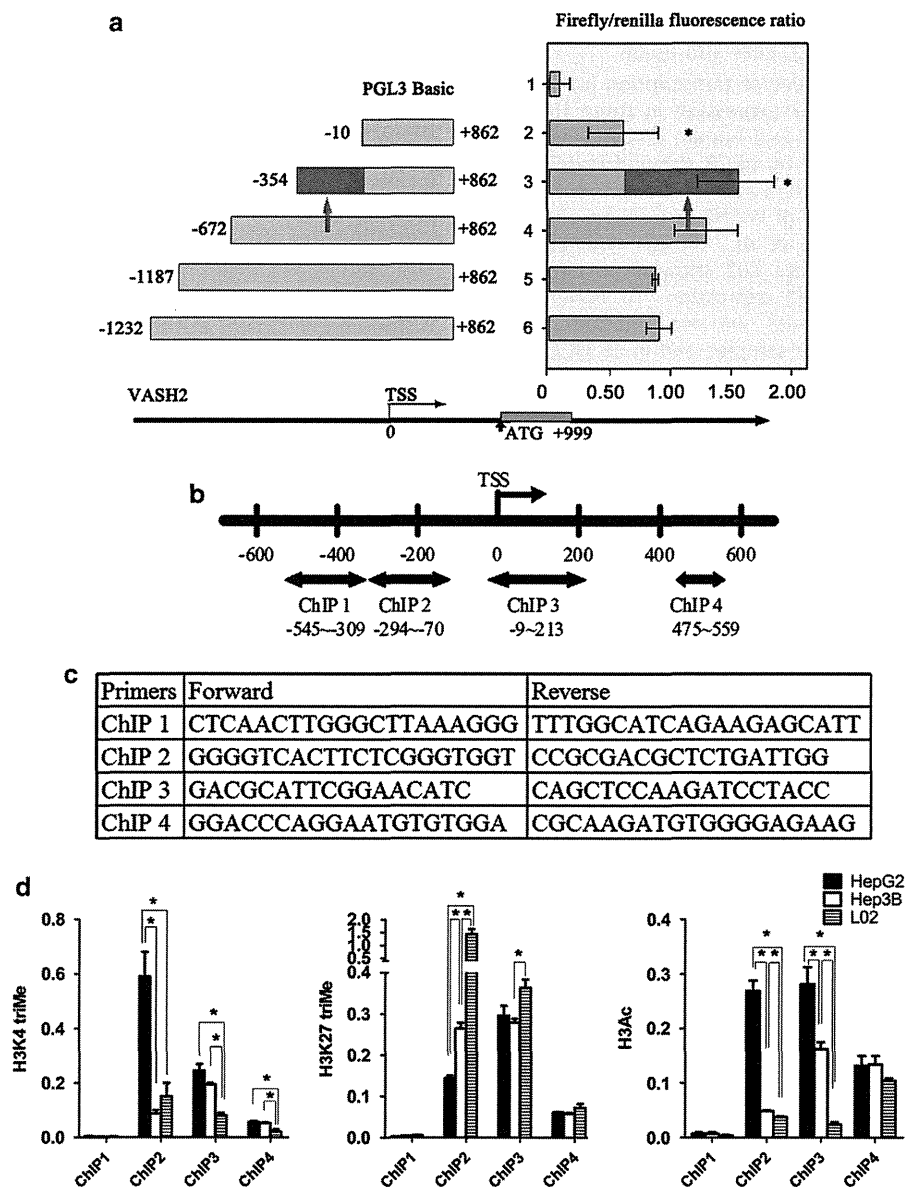 a
Firefly/renilla fluorescence ratio
PGL3 Basic
1
-10 +862 2 *
-354 +862 3 *
-672 +862 4
-1187 +862 5
-1232 +862 6
0 0.50 1.00 1.50 2.00
VASH2 TSS
0 ATG +999
b
TSS
-600 -400 -200 0 200 400 600
ChIP 1 ChIP 2 ChIP 3 ChIP 4
-545~-309 -294~-70 -9~213 475~559
c
Primers Forward Reverse
ChIP 1 CTCAACTTGGGCTTAAAGGG TTTGGCATCAGAAGAGCATT
ChIP 2 GGGGTCACTTCTCGGGTGGT CCGCGACGCTCTGATTGG
ChIP 3 GACGCATTCGGAACATC CAGCTCCAAGATCCTACC
ChIP 4 GGACCCAGGAATGTGTGGA CGCAAGATGTGGGGAGAAG
d
HepG2
Hep3B
L02
H3K4 triMe
0.8
0.6
0.4
0.2
0.0
* * * * * *
ChIP1 ChIP2 ChIP3 ChIP4
H3K27 triMe
2.0
1.5
1.0
0.5
0.4
0.3
0.2
0.1
0.0
* * * *
ChIP1 ChIP2 ChIP3 ChIP4
H3Ac
0.4
0.3
0.2
0.1
0.0
* * * * * *
ChIP1 ChIP2 ChIP3 ChIP4